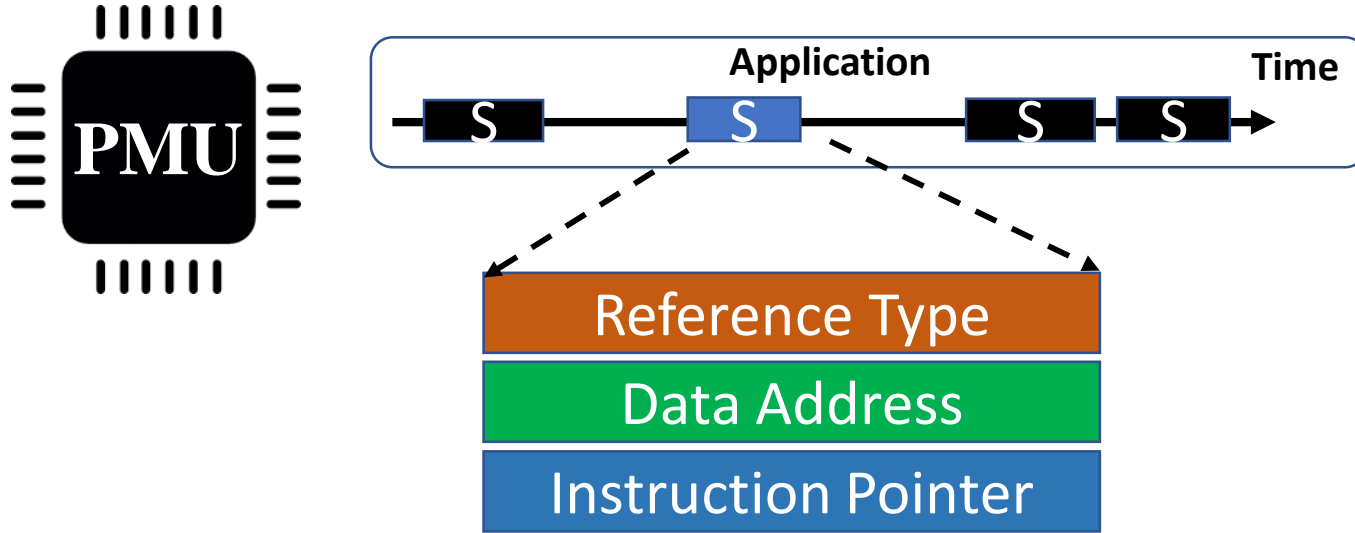 PMU
Application
Time
S S S S
Reference Type
Data Address
Instruction Pointer